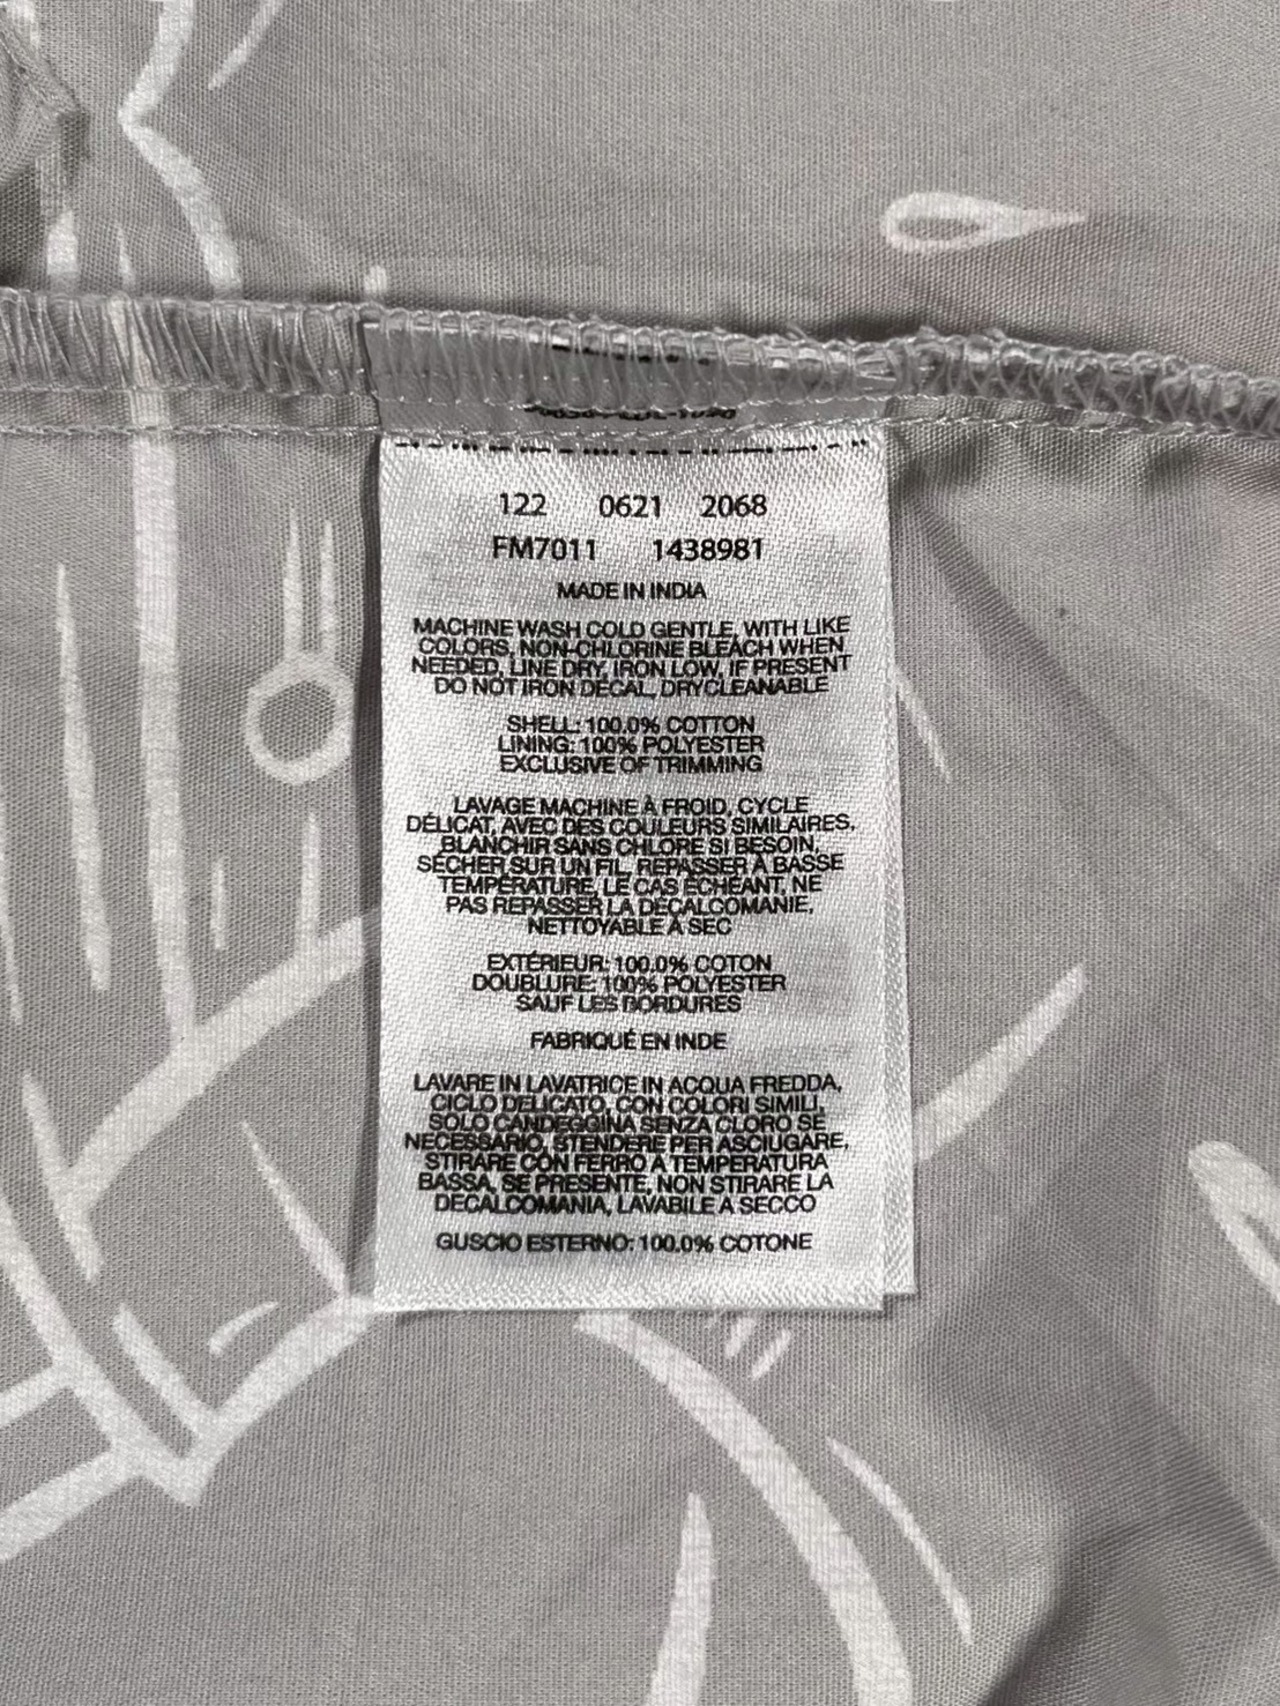 122 0621 2068
FM7011 1438981
MADE IN INDIA
MACHINE WASH COLD GENTLE, WITH LIKE
COLORS, NON-CHLORINE BLEACH WHEN
NEEDED, LINE DRY, IRON LOW, IF PRESENT
DO NOT IRON DECAL, DRYCLEANABLE
SHELL: 100.0% COTTON
LINING: 100% POLYESTER
EXCLUSIVE OF TRIMMING
LAVAGE MACHINE À FROID, CYCLE
DÉLICAT, AVEC DES COULEURS SIMILAIRES,
BLANCHIR SANS CHLORE SI BESOIN,
SÉCHER SUR UN FIL, REPASSER À BASSE
TEMPÉRATURE, LE CAS ÉCHÉANT, NE
PAS REPASSER LA DÉCALCOMANIE,
NETTOYABLE À SEC
EXTÉRIEUR: 100.0% COTON
DOUBLURE: 100% POLYESTER
SAUF LES BORDURES
FABRIQUÉ EN INDE
LAVARE IN LAVATRICE IN ACQUA FREDDA,
CICLO DELICATO, CON COLORI SIMILI,
SOLO CANDEGGINA SENZA CLORO SE
NECESSARIO, STENDERE PER ASCIUGARE,
STIRARE CON FERRO A TEMPERATURA
BASSA, SE PRESENTE, NON STIRARE LA
DECALCOMANIA, LAVABILE A SECCO
GUSCIO ESTERNO: 100.0% COTONE